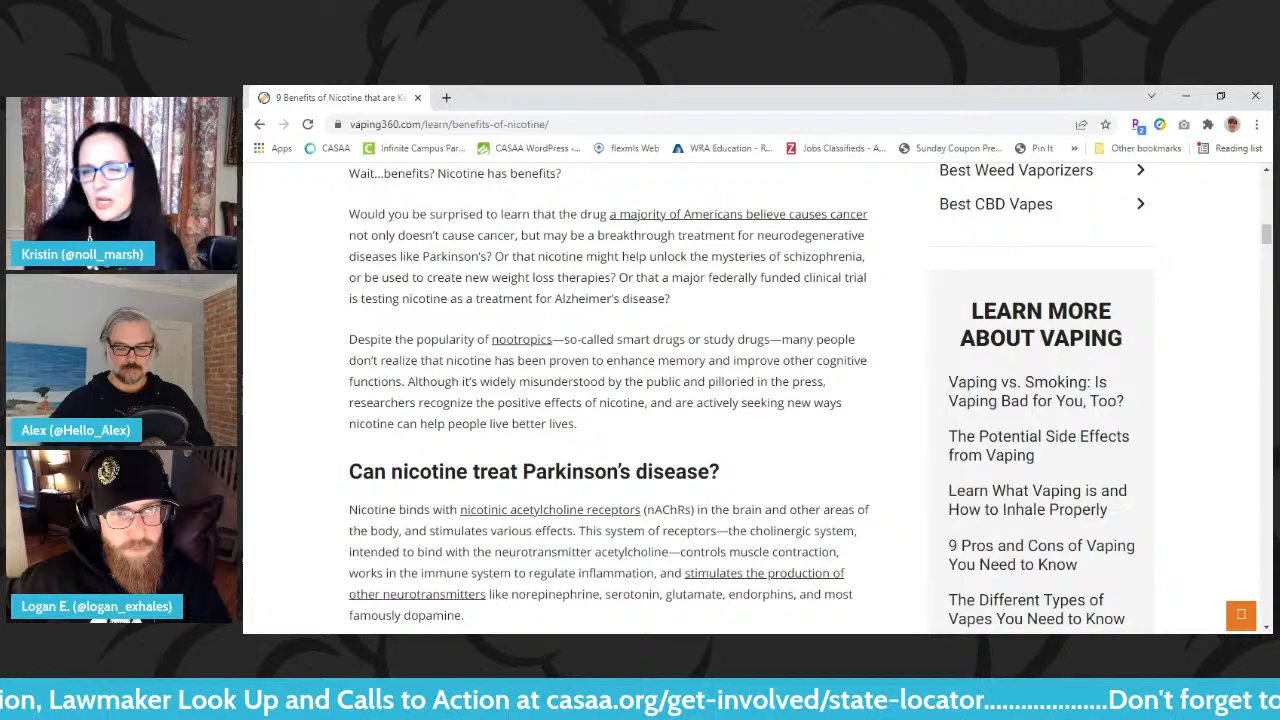 9 Benefits of Nicotine that are K
vaping360.com/learn/benefits-of-nicotine/
Apps
CASAA
Infinite Campus Par...
CASAA WordPress ‹...
flexmls Web
WRA Education - R...
Jobs Classifieds - A...
Sunday Coupon Pre...
Pin It
»
Other bookmarks
Reading list
Kristin (@noll_marsh)
Alex (@Hello_Alex)
Logan E. (@logan_exhales)
Wait...benefits? Nicotine has benefits?
Would you be surprised to learn that the drug a majority of Americans believe causes cancer
not only doesn't cause cancer, but may be a breakthrough treatment for neurodegenerative
diseases like Parkinson's? Or that nicotine might help unlock the mysteries of schizophrenia,
or be used to create new weight loss therapies? Or that a major federally funded clinical trial
is testing nicotine as a treatment for Alzheimer's disease?
Despite the popularity of nootropics—so-called smart drugs or study drugs—many people
don't realize that nicotine has been proven to enhance memory and improve other cognitive
functions. Although it's widely misunderstood by the public and pilloried in the press,
researchers recognize the positive effects of nicotine, and are actively seeking new ways
nicotine can help people live better lives.
Can nicotine treat Parkinson's disease?
Nicotine binds with nicotinic acetylcholine receptors (nAChRs) in the brain and other areas of
the body, and stimulates various effects. This system of receptors—the cholinergic system,
intended to bind with the neurotransmitter acetylcholine—controls muscle contraction,
works in the immune system to regulate inflammation, and stimulates the production of
other neurotransmitters like norepinephrine, serotonin, glutamate, endorphins, and most
famously dopamine.
Best Weed Vaporizers
Best CBD Vapes
LEARN MORE
ABOUT VAPING
Vaping vs. Smoking: Is
Vaping Bad for You, Too?
The Potential Side Effects
from Vaping
Learn What Vaping is and
How to Inhale Properly
9 Pros and Cons of Vaping
You Need to Know
The Different Types of
Vapes You Need to Know
ion, Lawmaker Look Up and Calls to Action at casaa.org/get-involved/state-locator...................Don't forget to